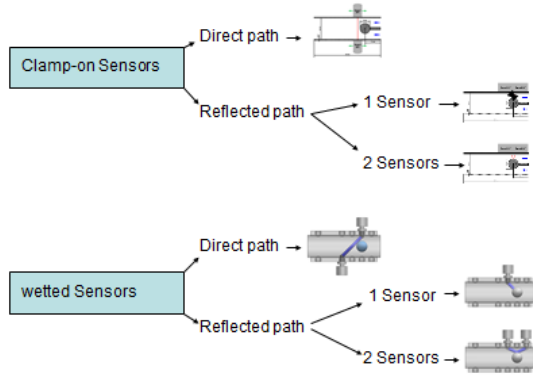 Direct path
Clamp-on Sensors
Reflected path
1 Sensor
2 Sensors
Direct path
wetted Sensors
Reflected path
1 Sensor
2 Sensors